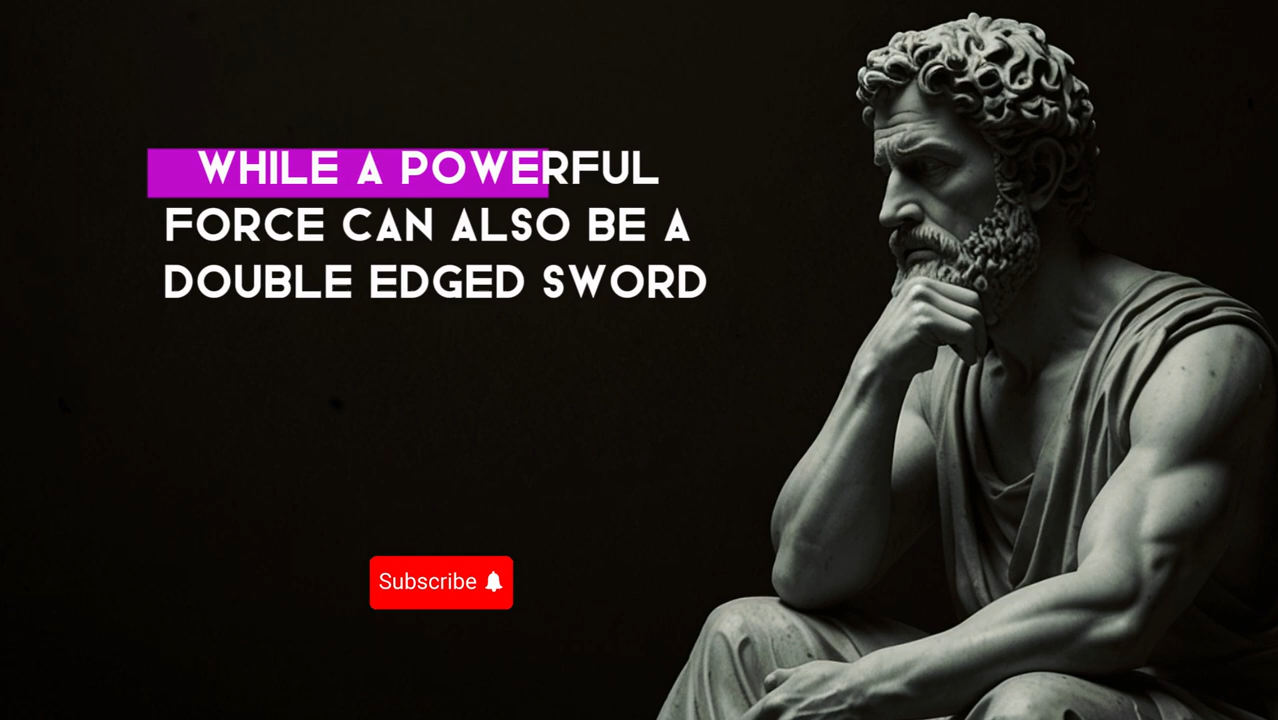 WHILE A POWERFUL
FORCE CAN ALSO BE A
DOUBLE EDGED SWORD
Subscribe